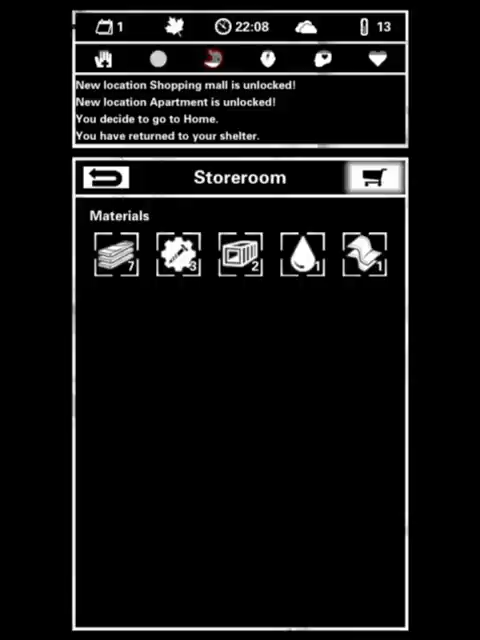 1 22:08 13
New location Shopping mall is unlocked!
New location Apartment is unlocked!
You decide to go to Home.
You have returned to your shelter.
Storeroom
Materials
7 3 2 1 1